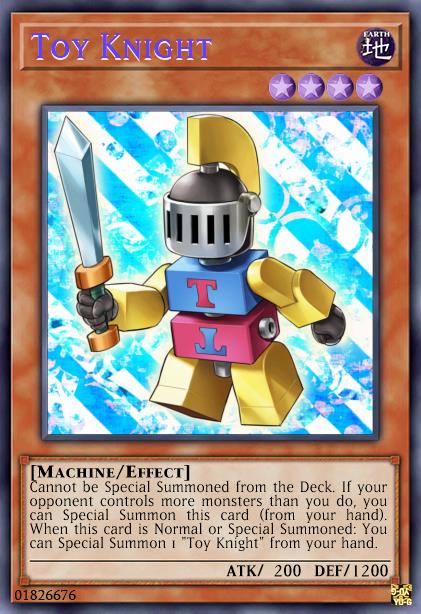 Toy Knight
EARTH
地
T
T
[Machine/Effect]
Cannot be Special Summoned from the Deck. If your
opponent controls more monsters than you do, you
can Special Summon this card (from your hand).
When this card is Normal or Special Summoned: You
can Special Summon 1 "Toy Knight" from your hand.
ATK/ 200 DEF/1200
01826676